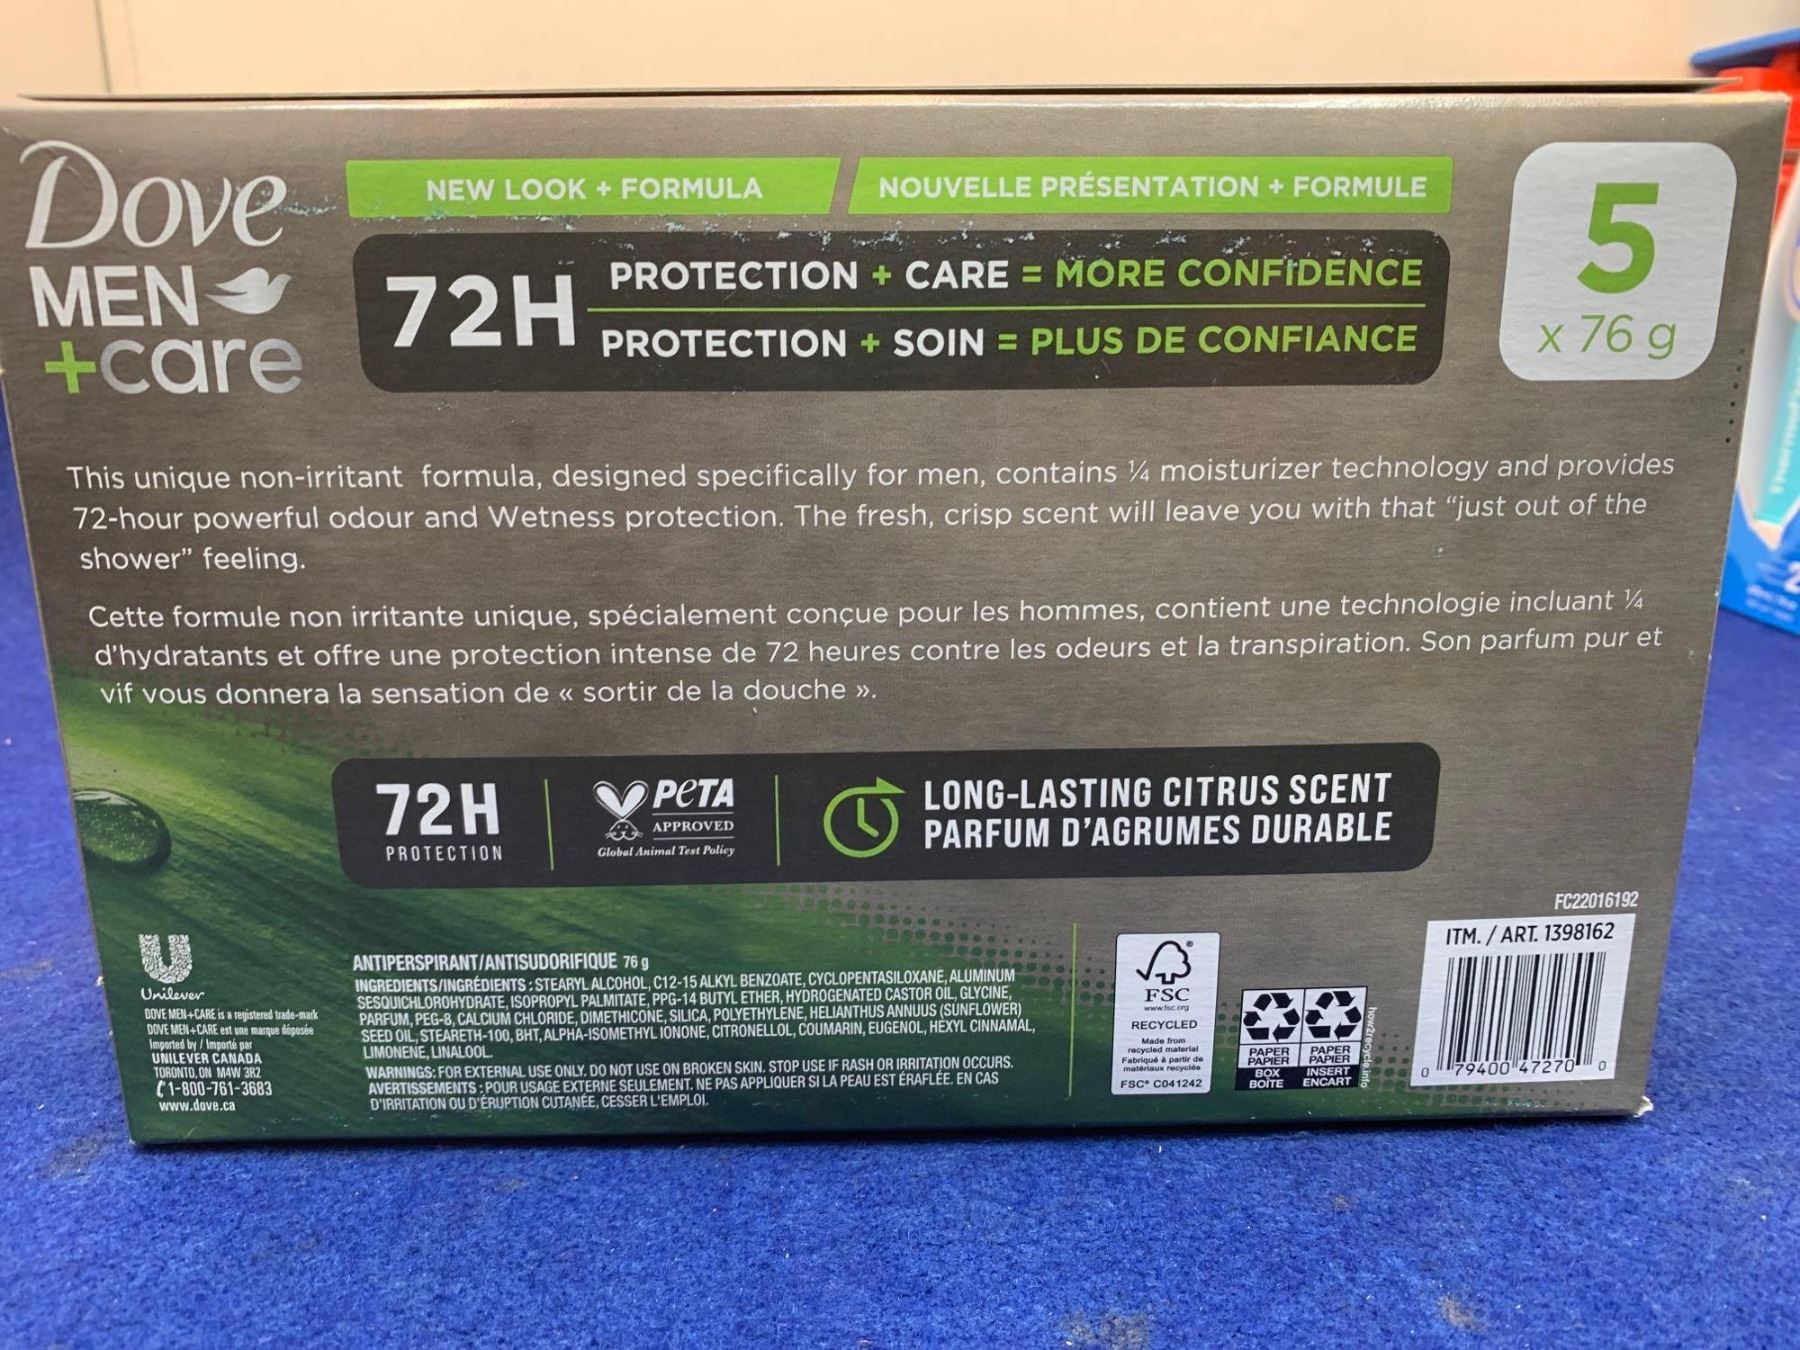 Dove
MEN
+care
NEW LOOK + FORMULA
NOUVELLE PRÉSENTATION + FORMULE
72H
PROTECTION + CARE = MORE CONFIDENCE
PROTECTION + SOIN = PLUS DE CONFIANCE
5
x 76 g
This unique non-irritant formula, designed specifically for men, contains ¼ moisturizer technology and provides
72-hour powerful odour and Wetness protection. The fresh, crisp scent will leave you with that “just out of the
shower” feeling.
Cette formule non irritante unique, spécialement conçue pour les hommes, contient une technologie incluant ¼
d'hydratants et offre une protection intense de 72 heures contre les odeurs et la transpiration. Son parfum pur et
vif vous donnera la sensation de « sortir de la douche ».
72H
PROTECTION
PETA
APPROVED
Global Animal Test Policy
LONG-LASTING CITRUS SCENT
PARFUM D'AGRUMES DURABLE
Unilever
DOVE MEN+CARE is a registered trade-mark
DOVE MEN+CARE est une marque déposée
Imported by / Importé par
UNILEVER CANADA
TORONTO, ON M4W 3R2
1-800-761-3683
www.dove.ca
ANTIPERSPIRANT/ANTISUDORIFIQUE 76 g
INGREDIENTS/INGRÉDIENTS : STEARYL ALCOHOL, C12-15 ALKYL BENZOATE, CYCLOPENTASILOXANE, ALUMINUM
SESQUICHLOROHYDRATE, ISOPROPYL PALMITATE, PPG-14 BUTYL ETHER, HYDROGENATED CASTOR OIL, GLYCINE,
PARFUM, PEG-8, CALCIUM CHLORIDE, DIMETHICONE, SILICA, POLYETHYLENE, HELIANTHUS ANNUUS (SUNFLOWER)
SEED OIL, STEARETH-100, BHT, ALPHA-ISOMETHYL IONONE, CITRONELLOL, COUMARIN, EUGENOL, HEXYL CINNAMAL,
LIMONENE, LINALOOL.
WARNINGS: FOR EXTERNAL USE ONLY. DO NOT USE ON BROKEN SKIN. STOP USE IF RASH OR IRRITATION OCCURS.
AVERTISSEMENTS : POUR USAGE EXTERNE SEULEMENT. NE PAS APPLIQUER SI LA PEAU EST ÉRAFLÉE. EN CAS
D'IRRITATION OU D'ÉRUPTION CUTANÉE, CESSER L'EMPLOI.
FSC
www.fsc.org
RECYCLED
Made from
recycled material
Fabriqué à partir de
matériaux recyclés
FSC® C041242
PAPER
PAPIER
BOX
BOÎTE
PAPER
PAPIER
INSERT
ENCART
how2recycle.info
FC22016192
ITM. / ART. 1398162
0 79400 47270 0